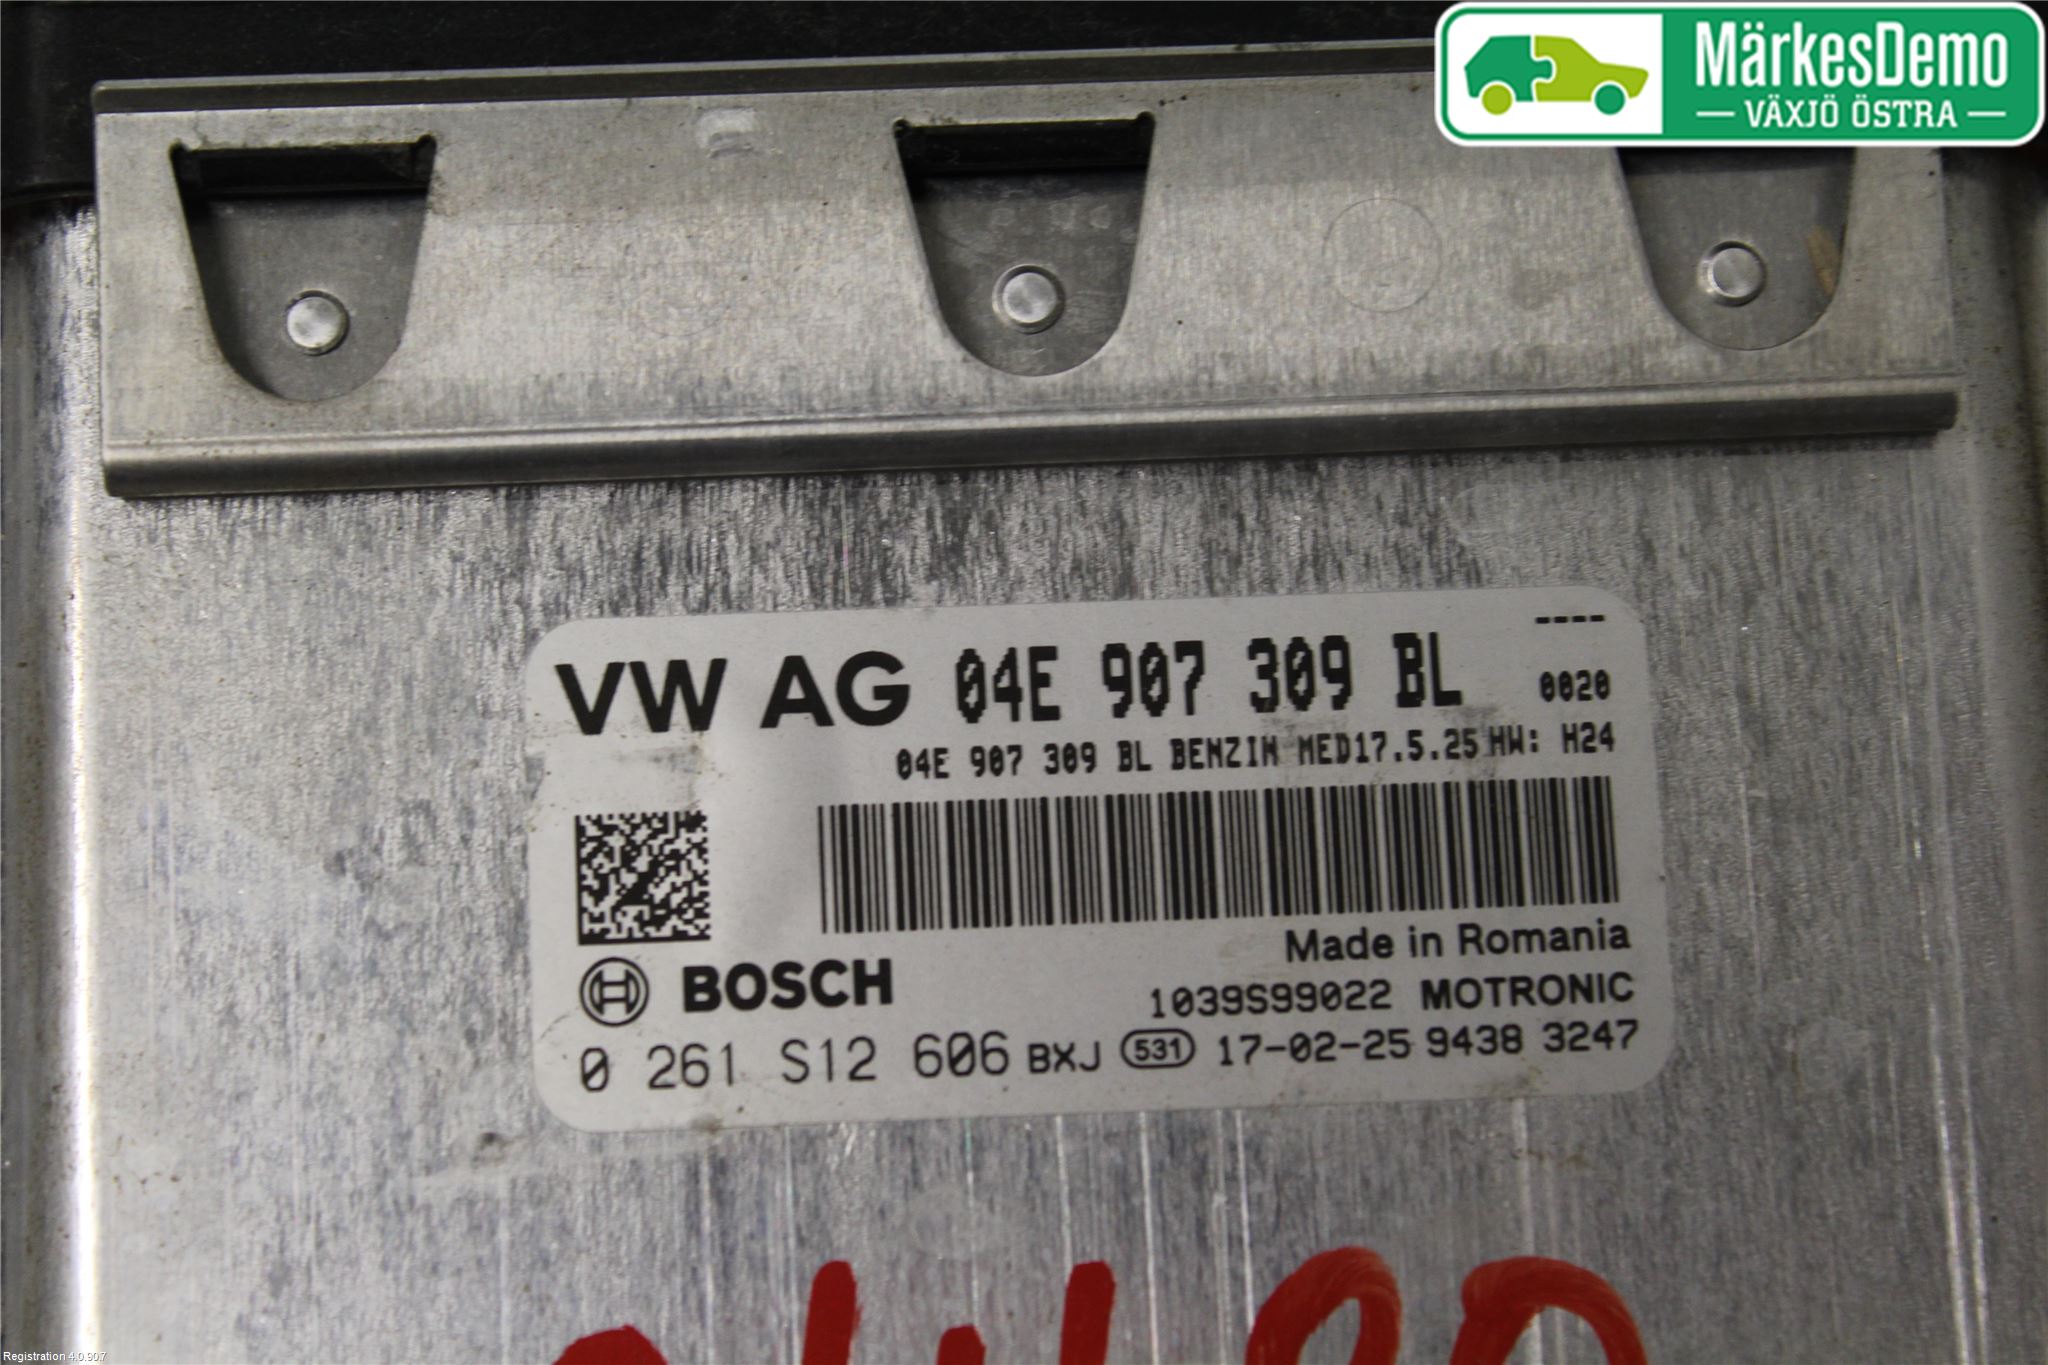 MärkesDemo
VÄXJÖ ÖSTRA
----
VW AG 04E 907 309 BL 0020
04E 907 309 BL BENZIN MED17.5.25 HW: H24
Made in Romania
BOSCH
1039S99022 MOTRONIC
0 261 S12 606 BXJ 531 17-02-25 9438 3247
Registration 4.0.907